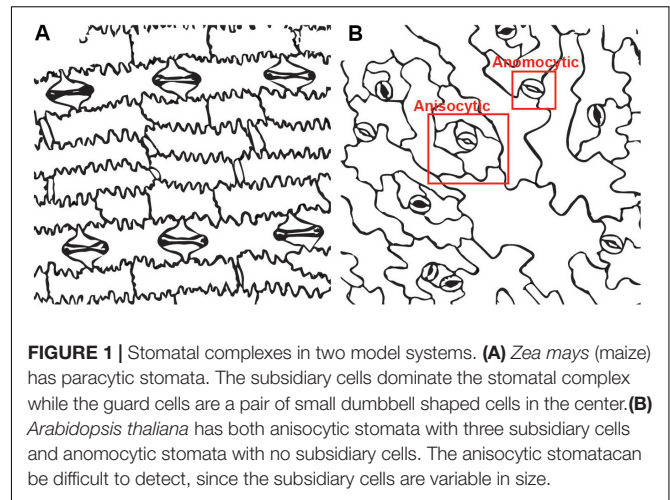 A
B
Anomocytic
Anisocytic
FIGURE 1 | Stomatal complexes in two model systems. (A) Zea mays (maize)
has paracytic stomata. The subsidiary cells dominate the stomatal complex
while the guard cells are a pair of small dumbbell shaped cells in the center.(B)
Arabidopsis thaliana has both anisocytic stomata with three subsidiary cells
and anomocytic stomata with no subsidiary cells. The anisocytic stomatacan
be difficult to detect, since the subsidiary cells are variable in size.